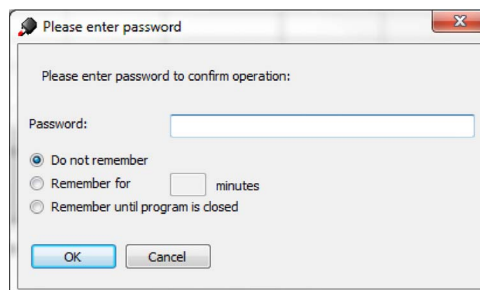 Please enter password
Please enter password to confirm operation:
Password:
Do not remember
Remember for minutes
Remember until program is closed
OK Cancel